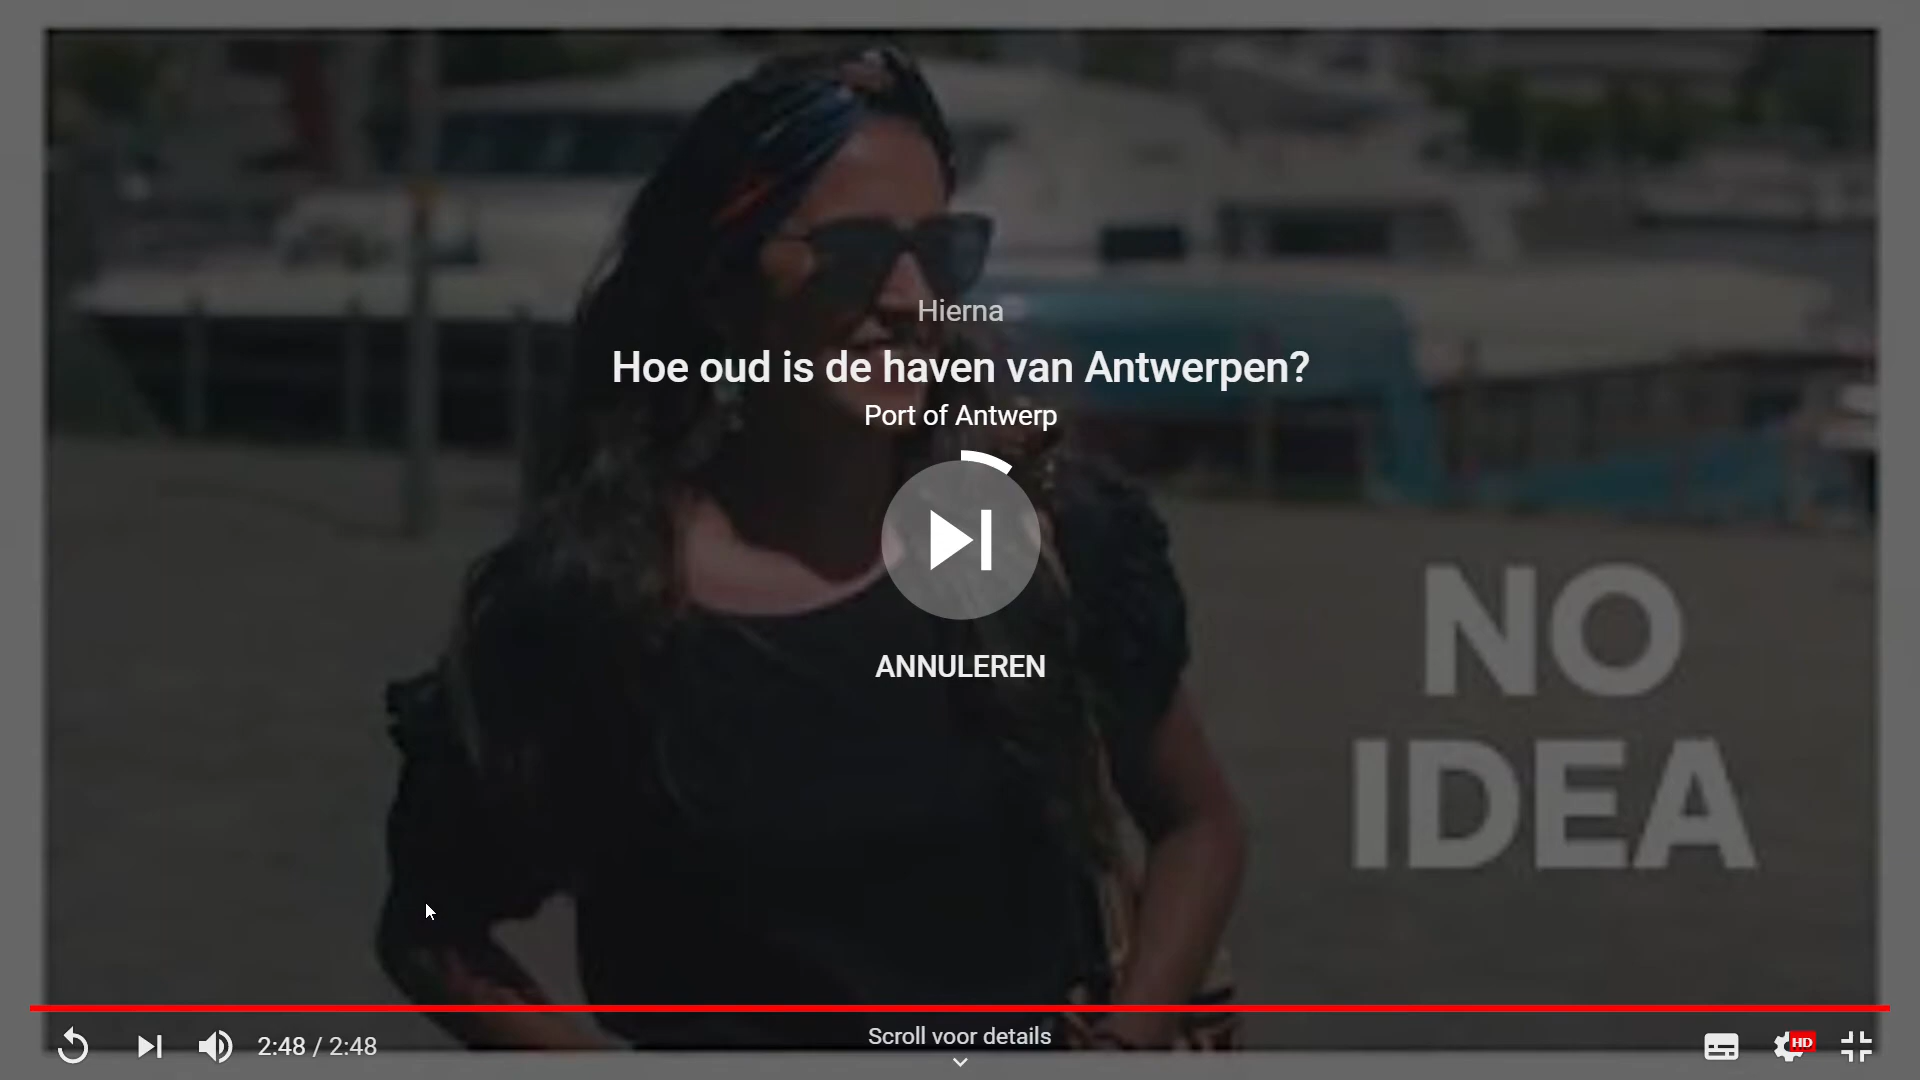 Hierna
Hoe oud is de haven van Antwerpen?
Port of Antwerp
ANNULEREN
NO
IDEA
2:48 / 2:48
Scroll voor details
HD